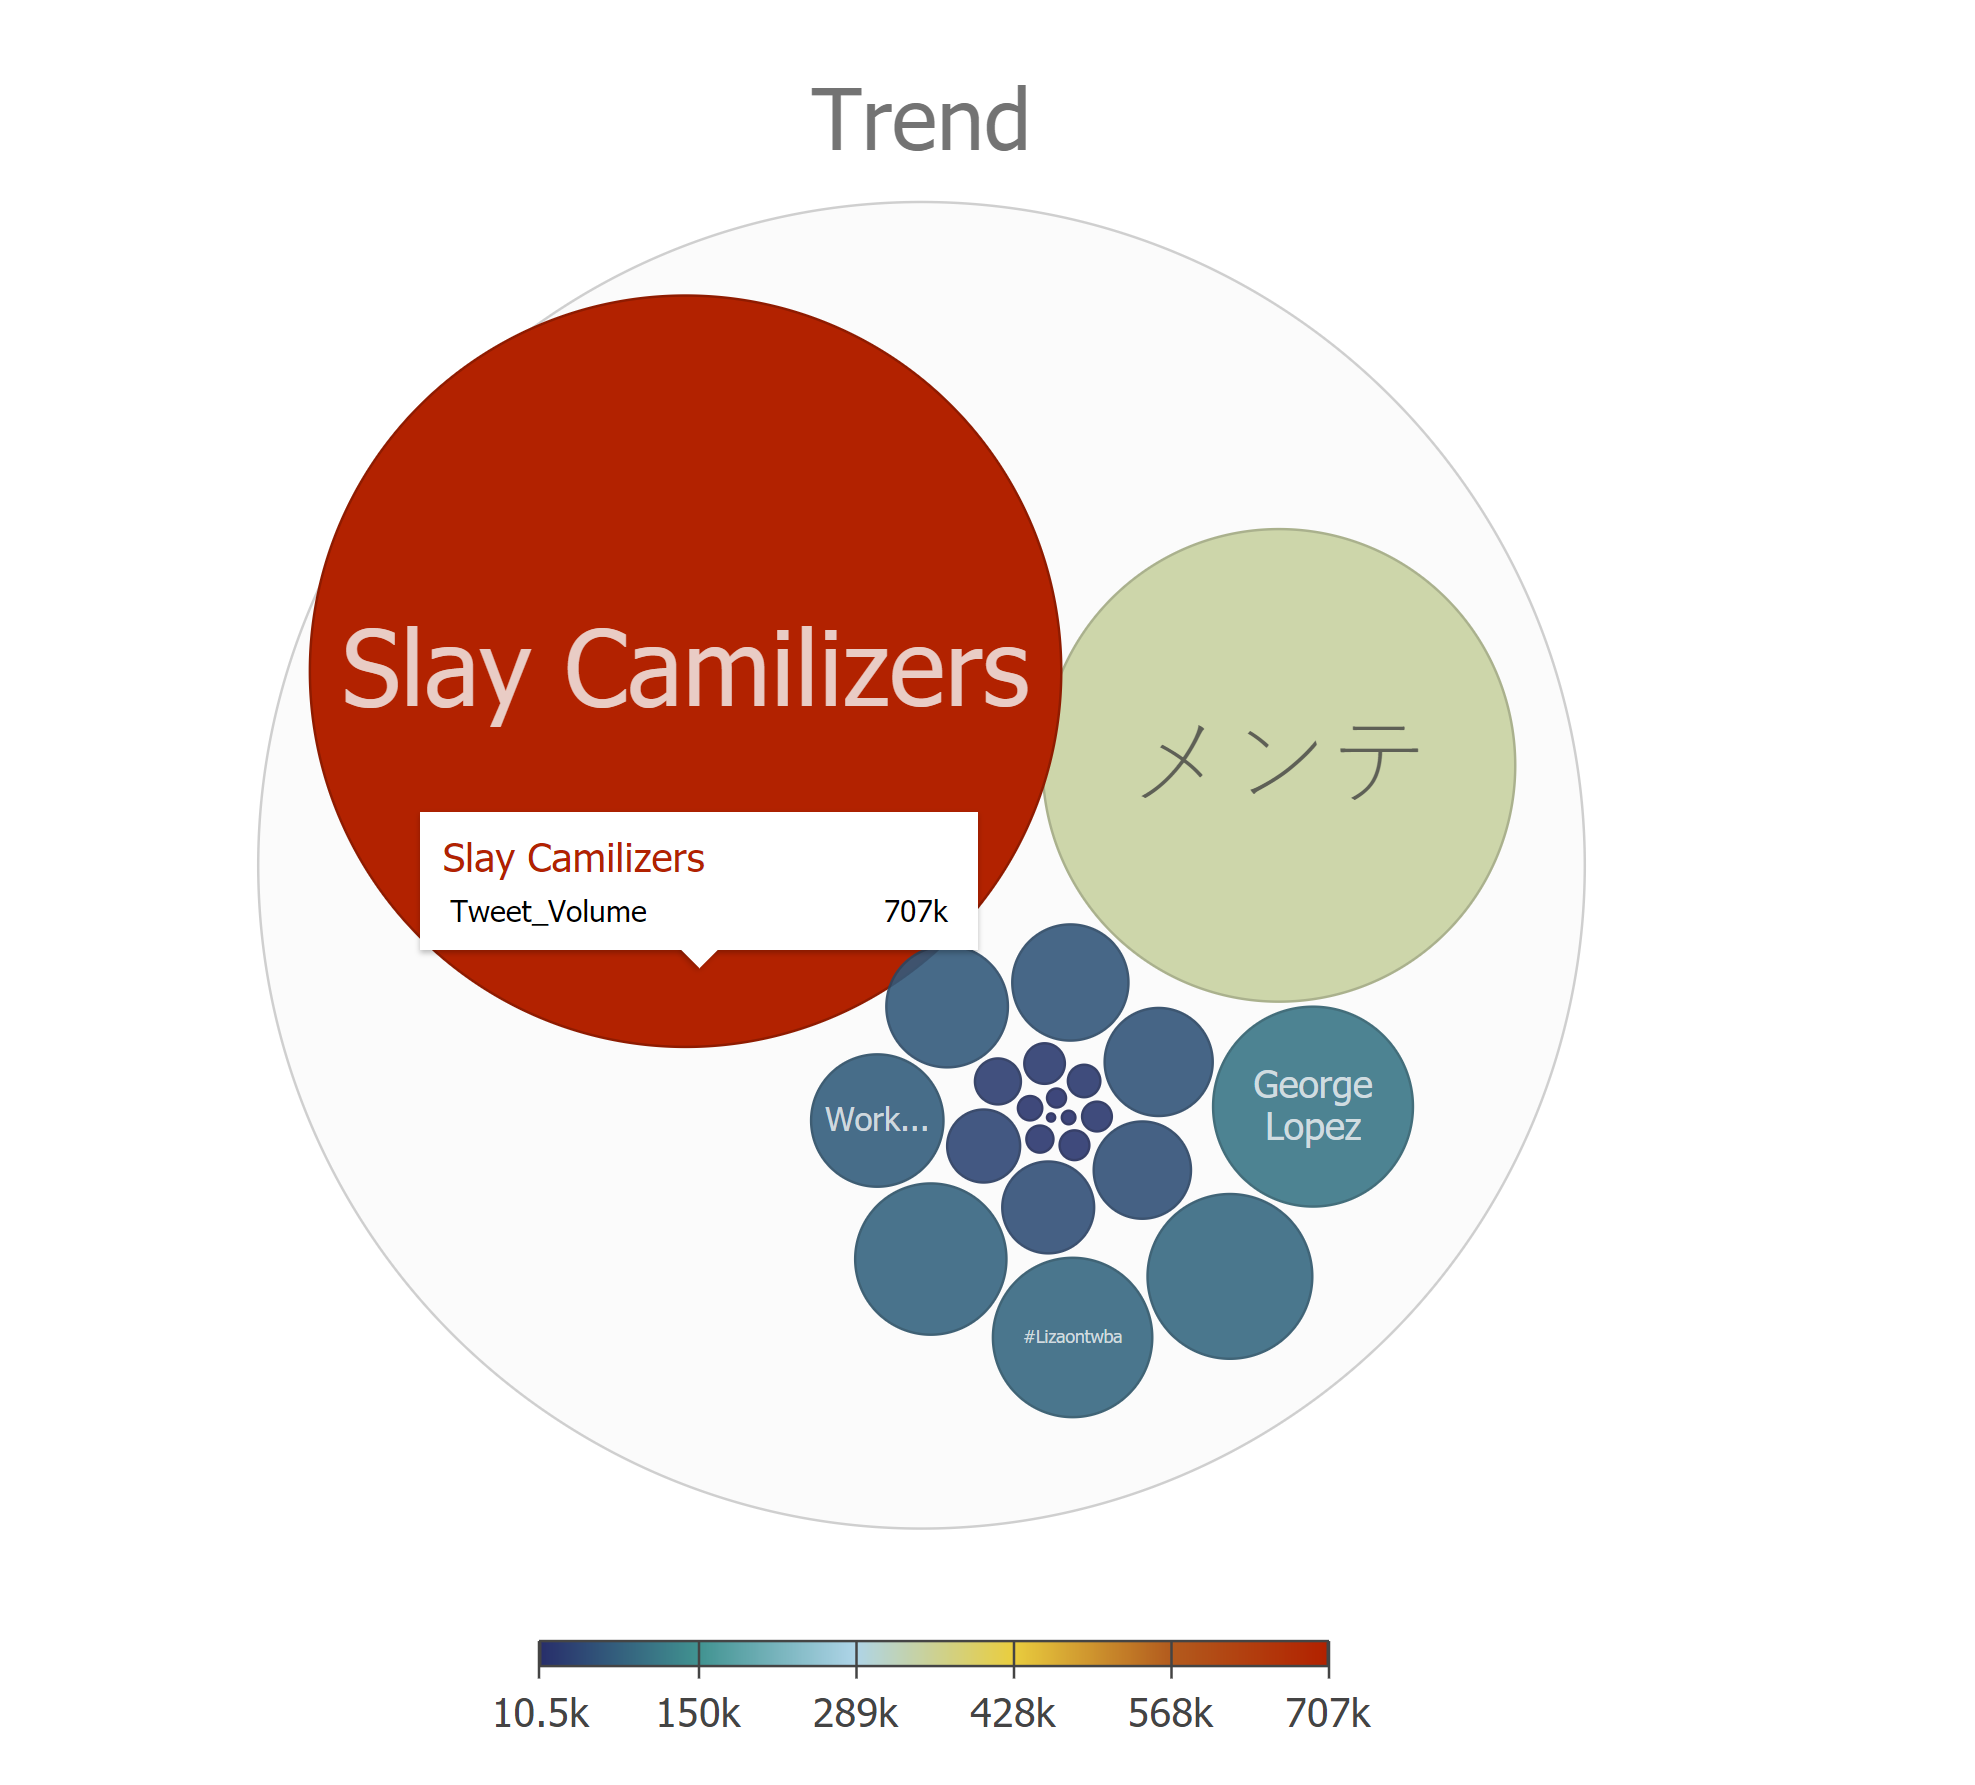 Trend
Slay Camilizers
メンテ
Slay Camilizers
Tweet_Volume 707k
George
Lopez
Work...
#Lizaontwba
10.5k 150k 289k 428k 568k 707k